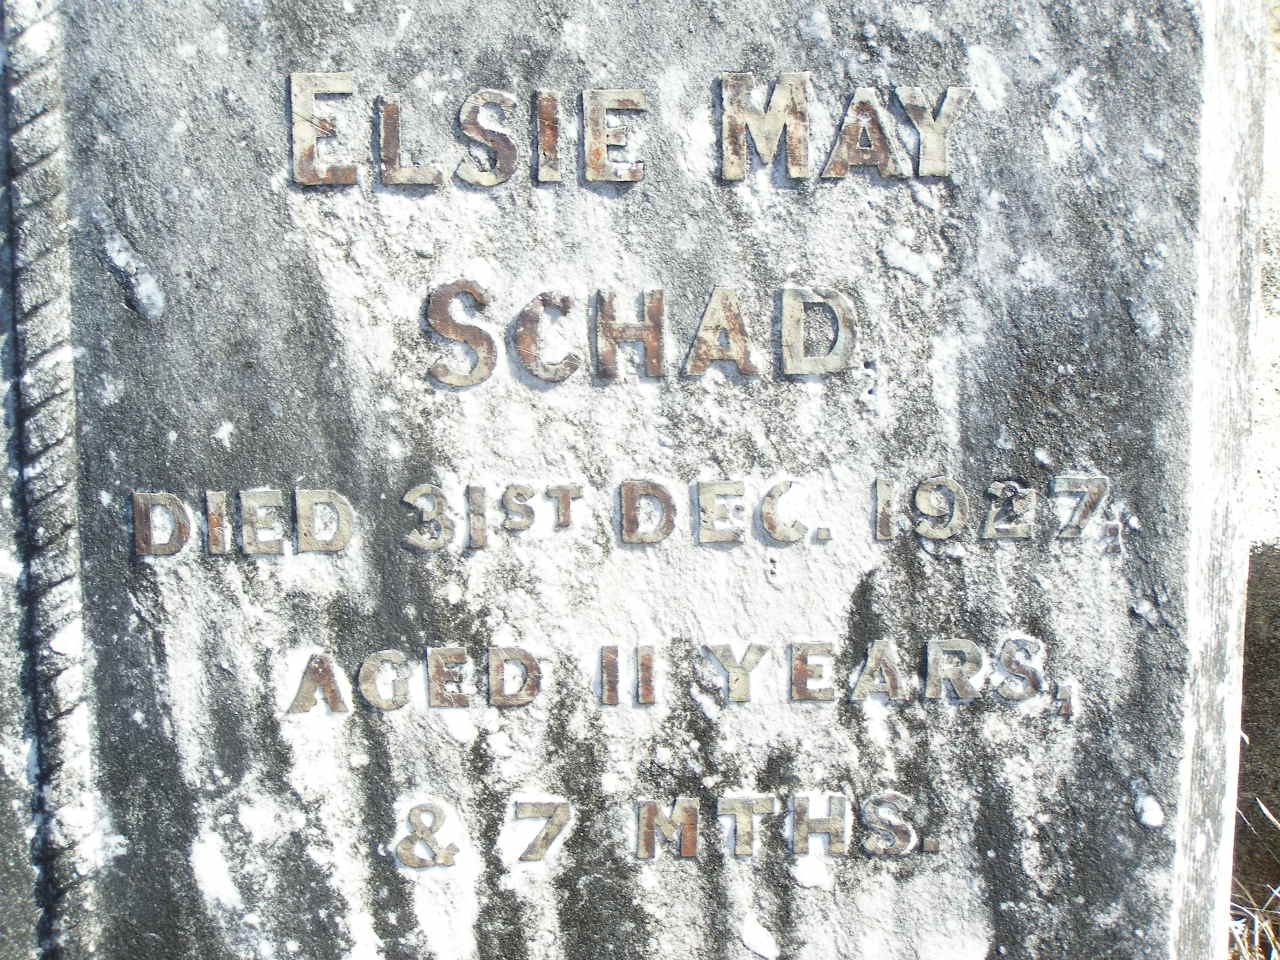 ELSIE MAY
SCHAD
DIED 31ST DEC. 1927,
AGED 11 YEARS,
& 7 MTHS.